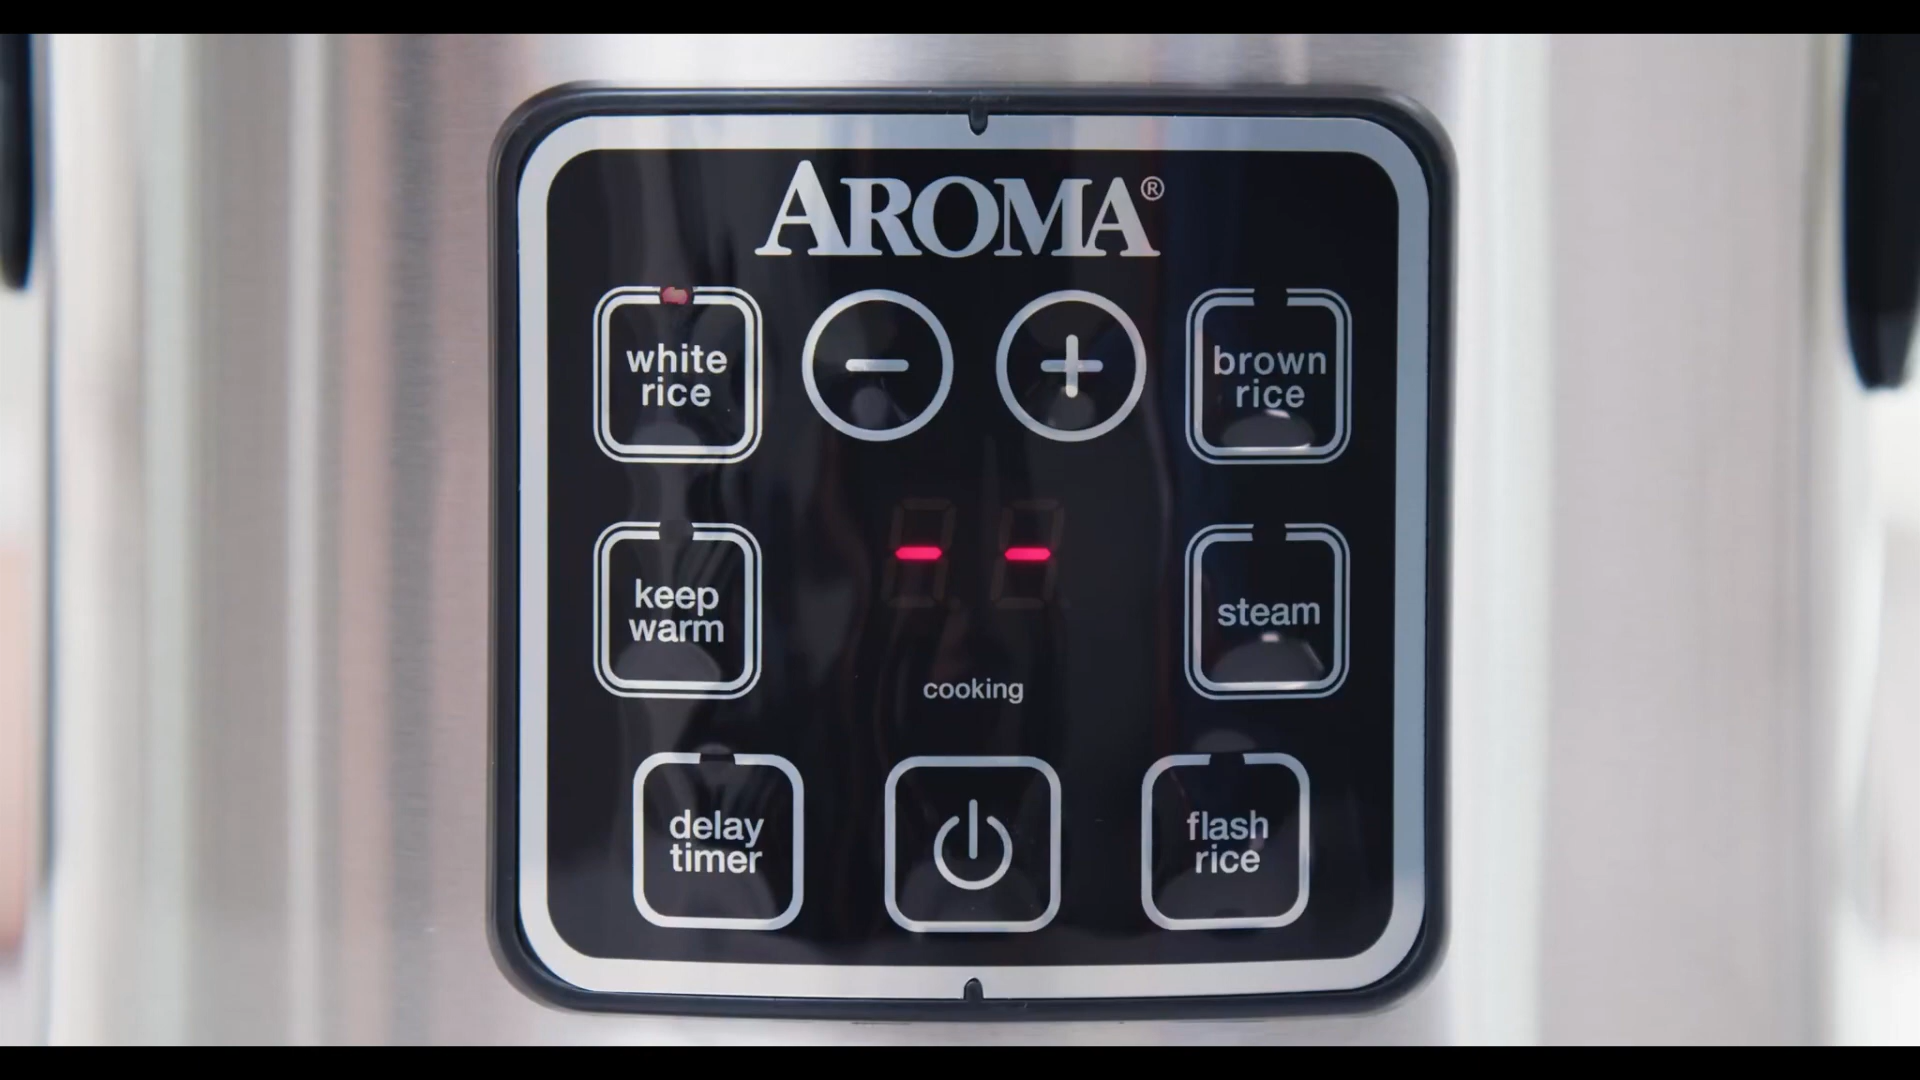 AROMA®
white
rice
−
+
brown
rice
- -
keep
warm
steam
cooking
delay
timer
flash
rice